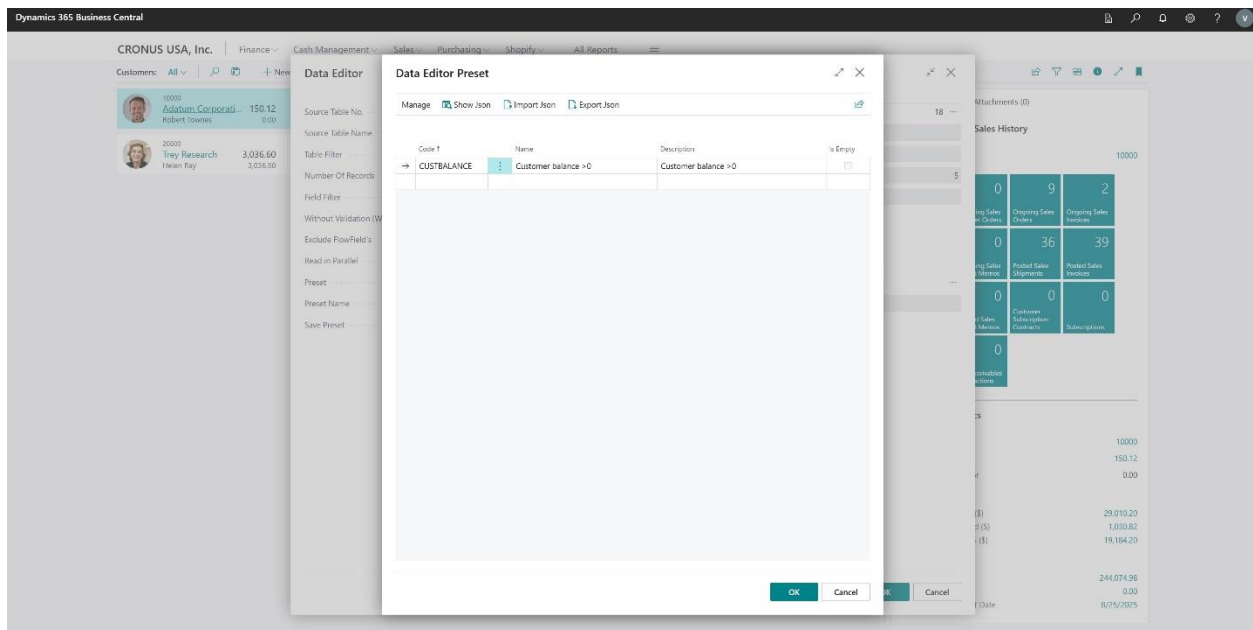 Dynamics 365 Business Central
V
CRONUS USA, Inc.
Finance
Cash Management
Sales
Purchasing
Shopify
All Reports
Customers: All
+ New
10000
Adatum Corporati...
150.12
Robert Townes
0.00
20000
Trey Research
3,036.60
Helen Ray
3,036.60
Data Editor
Source Table No.
18
Source Table Name
Table Filter
Number Of Records
5
Field Filter
Without Validation (W
Exclude FlowField's
Read in Parallel
Preset
Preset Name
Save Preset
Cancel
Data Editor Preset
Manage
Show Json
Import Json
Export Json
Code ↑
Name
Description
Is Empty
CUSTBALANCE
Customer balance >0
Customer balance >0
OK
Cancel
Attachments (0)
Sales History
10000
0
9
2
Ongoing Sales
Orders
Ongoing Sales
Invoices
0
36
39
Posted Sales
Shipments
Posted Sales
Invoices
0
0
0
Customer
Subscription
Contracts
Subscriptions
0
10000
150.12
0.00
($)
29,010.20
($)
1,030.82
($)
19,184.20
244,074.98
0.00
Date
8/25/2025